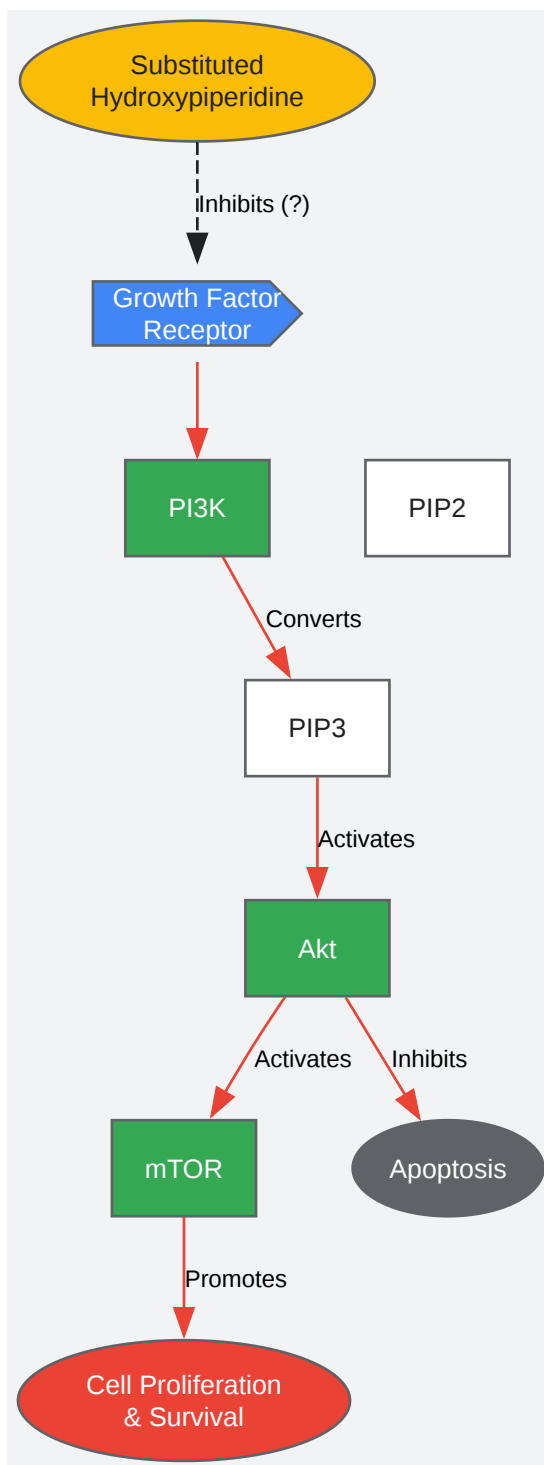 Substituted
Hydroxypiperidine
Inhibits (?)
Growth Factor
Receptor
PI3K
PIP2
Converts
PIP3
Activates
Akt
Activates
Inhibits
mTOR
Apoptosis
Promotes
Cell Proliferation
& Survival